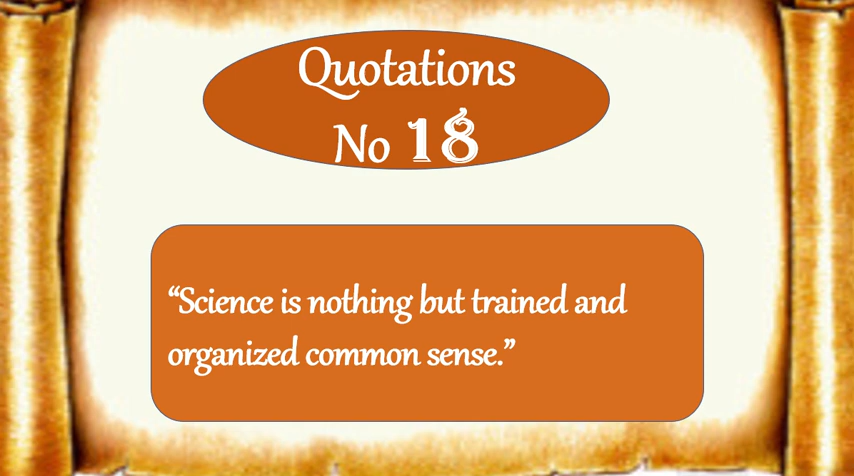 Quotations
No 18
“Science is nothing but trained and
organized common sense.”